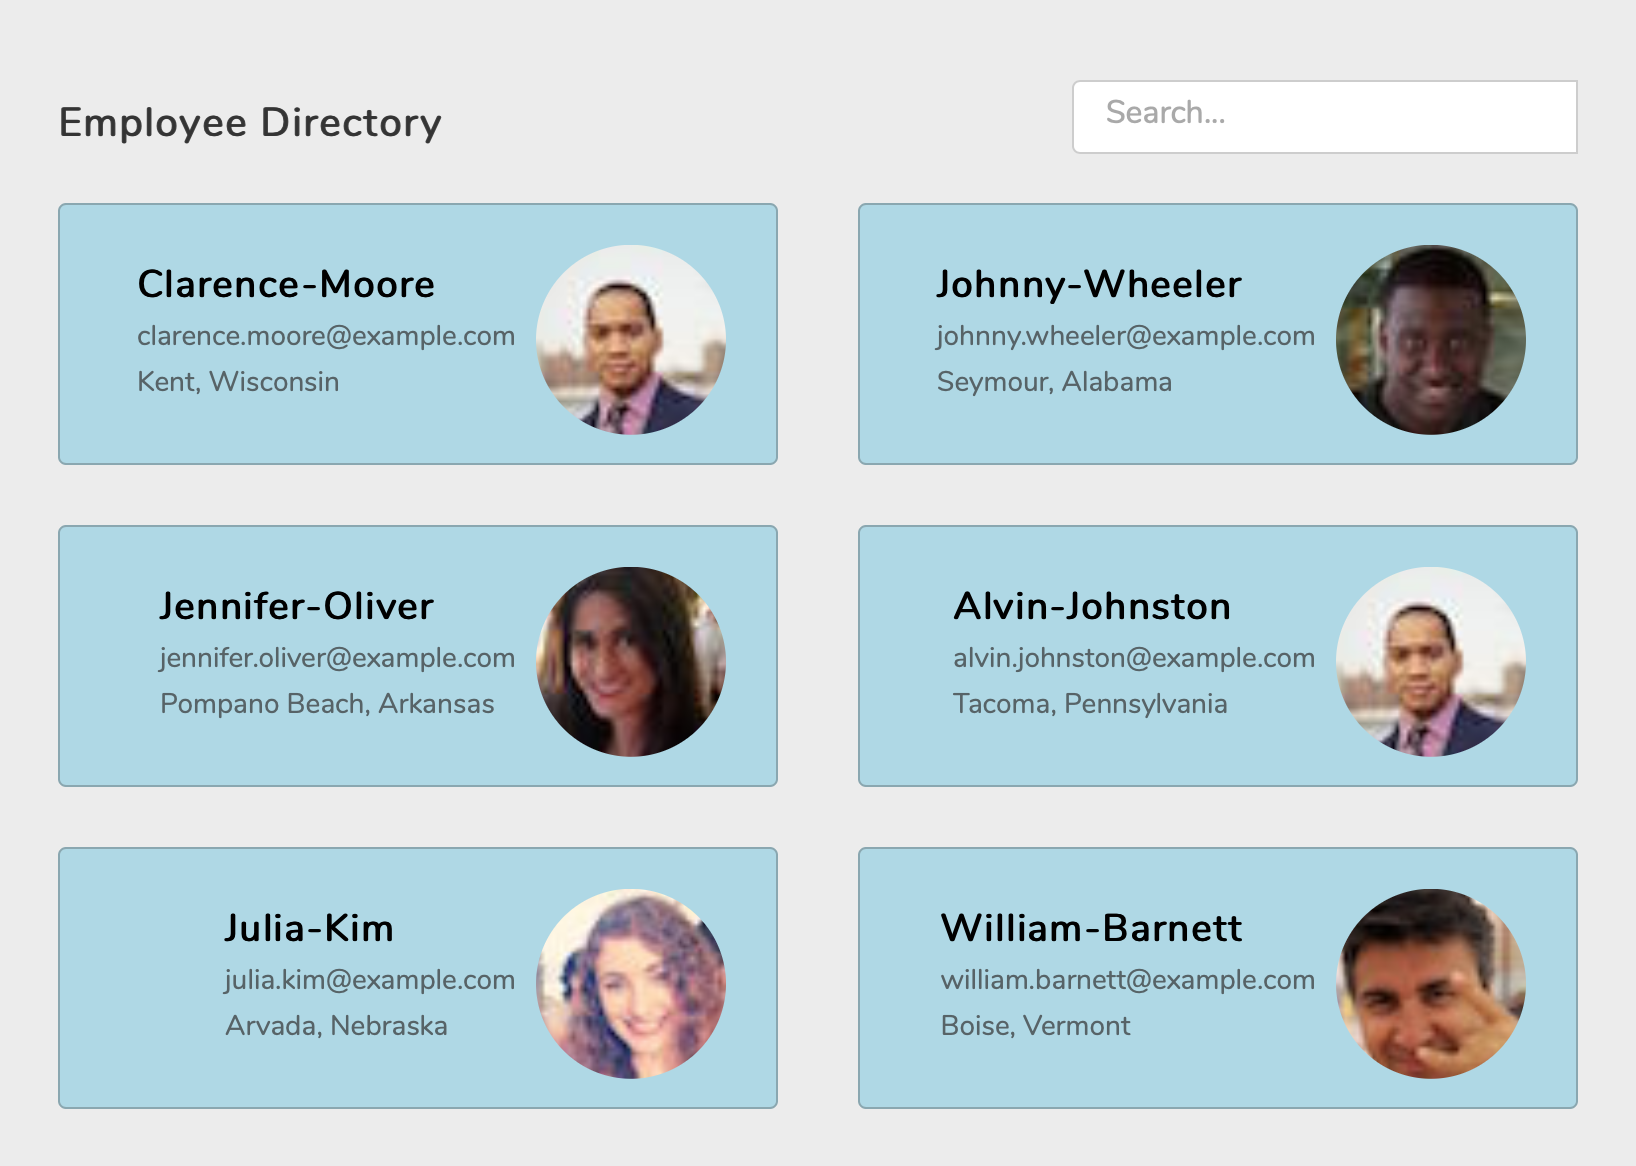 Employee Directory
Search...
Clarence-Moore
clarence.moore@example.com
Kent, Wisconsin
Johnny-Wheeler
johnny.wheeler@example.com
Seymour, Alabama
Jennifer-Oliver
jennifer.oliver@example.com
Pompano Beach, Arkansas
Alvin-Johnston
alvin.johnston@example.com
Tacoma, Pennsylvania
Julia-Kim
julia.kim@example.com
Arvada, Nebraska
William-Barnett
william.barnett@example.com
Boise, Vermont